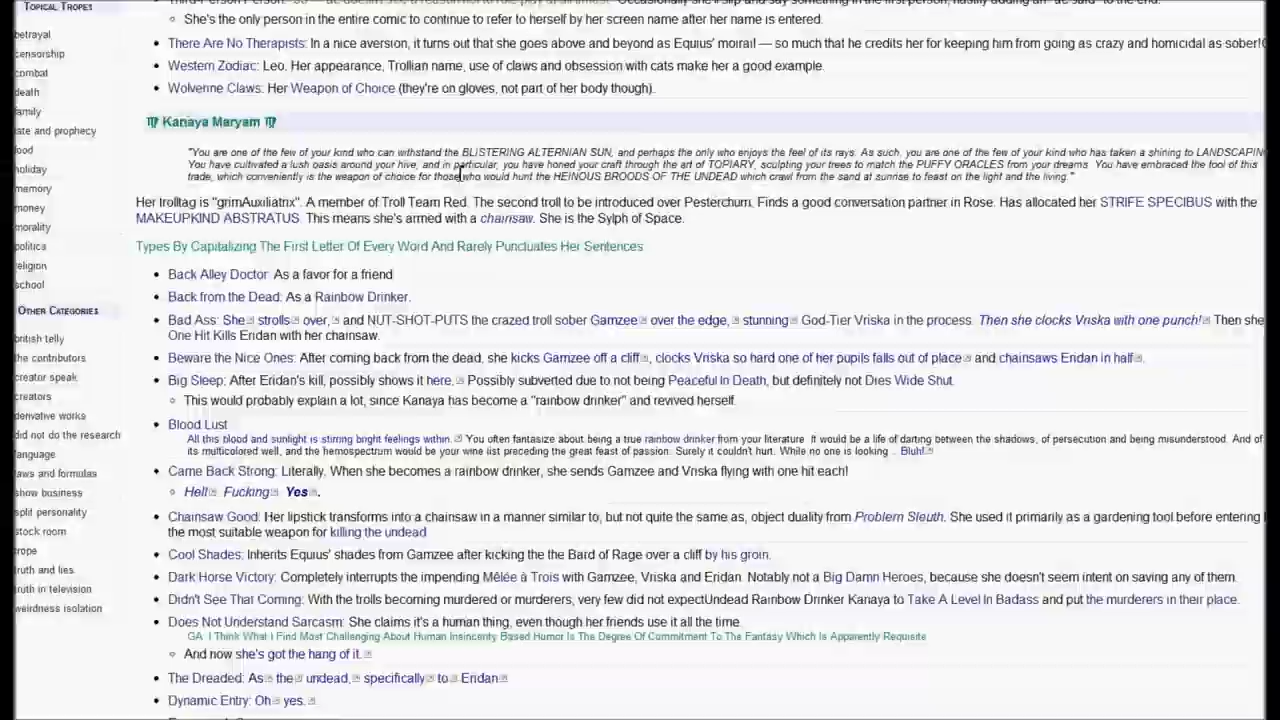 TOPICAL TROPES
betrayal
censorship
combat
death
family
fate and prophecy
food
holiday
memory
money
morality
politics
religion
school
OTHER CATEGORIES
british telly
the contributors
creator speak
creators
derivative works
did not do the research
language
laws and formulas
show business
split personality
stock room
trope
truth and lies
truth in television
weirdness isolation
She's the only person in the entire comic to continue to refer to herself by her screen name after her name is entered.
There Are No Therapists: In a nice aversion, it turns out that she goes above and beyond as Equius' moirail — so much that he credits her for keeping him from going as crazy and homicidal as sober!
Western Zodiac: Leo. Her appearance, Trollian name, use of claws and obsession with cats make her a good example.
Wolverine Claws: Her Weapon of Choice (they're on gloves, not part of her body though).
♍ Kanaya Maryam ♍
"You are one of the few of your kind who can withstand the BLISTERING ALTERNIAN SUN, and perhaps the only who enjoys the feel of its rays. As such, you are one of the few of your kind who has taken a shining to LANDSCAPIN
You have cultivated a lush oasis around your hive, and in particular, you have honed your craft through the art of TOPIARY, sculpting your trees to match the PUFFY ORACLES from your dreams. You have embraced the tool of this
trade, which conveniently is the weapon of choice for those who would hunt the HEINOUS BROODS OF THE UNDEAD which crawl from the sand at sunrise to feast on the light and the living."
Her trolltag is "grimAuxiliatrix". A member of Troll Team Red. The second troll to be introduced over Pesterchum. Finds a good conversation partner in Rose. Has allocated her STRIFE SPECIBUS with the
MAKEUPKIND ABSTRATUS. This means she's armed with a chainsaw. She is the Sylph of Space.
Types By Capitalizing The First Letter Of Every Word And Rarely Punctuates Her Sentences
Back Alley Doctor: As a favor for a friend
Back from the Dead: As a Rainbow Drinker.
Bad Ass: She strolls over, and NUT-SHOT-PUTS the crazed troll sober Gamzee over the edge, stunning God-Tier Vriska in the process. Then she clocks Vriska with one punch! Then she
One Hit Kills Eridan with her chainsaw.
Beware the Nice Ones: After coming back from the dead, she kicks Gamzee off a cliff, clocks Vriska so hard one of her pupils falls out of place and chainsaws Eridan in half.
Big Sleep: After Eridan's kill, possibly shows it here. Possibly subverted due to not being Peaceful In Death, but definitely not Dies Wide Shut.
This would probably explain a lot, since Kanaya has become a "rainbow drinker" and revived herself.
Blood Lust
All this blood and sunlight is stirring bright feelings within. You often fantasize about being a true rainbow drinker from your literature. It would be a life of darting between the shadows, of persecution and being misunderstood. And of
its multicolored well, and the hemospectrum would be your wine list preceding the great feast of passion. Surely it couldn't hurt. While no one is looking... Bluh!
Came Back Strong: Literally. When she becomes a rainbow drinker, she sends Gamzee and Vriska flying with one hit each!
Hell Fucking Yes.
Chainsaw Good: Her lipstick transforms into a chainsaw in a manner similar to, but not quite the same as, object duality from Problem Sleuth. She used it primarily as a gardening tool before entering
the most suitable weapon for killing the undead
Cool Shades: Inherits Equius' shades from Gamzee after kicking the the Bard of Rage over a cliff by his groin.
Dark Horse Victory: Completely interrupts the impending Mêlée à Trois with Gamzee, Vriska and Eridan. Notably not a Big Damn Heroes, because she doesn't seem intent on saving any of them.
Didn't See That Coming: With the trolls becoming murdered or murderers, very few did not expectUndead Rainbow Drinker Kanaya to Take A Level In Badass and put the murderers in their place.
Does Not Understand Sarcasm: She claims it's a human thing, even though her friends use it all the time.
GA: I Think What I Find Most Challenging About Human Insincerity Based Humor Is The Degree Of Commitment To The Fantasy Which Is Apparently Requisite
And now she's got the hang of it.
The Dreaded: As the undead, specifically to Eridan
Dynamic Entry: Oh yes.